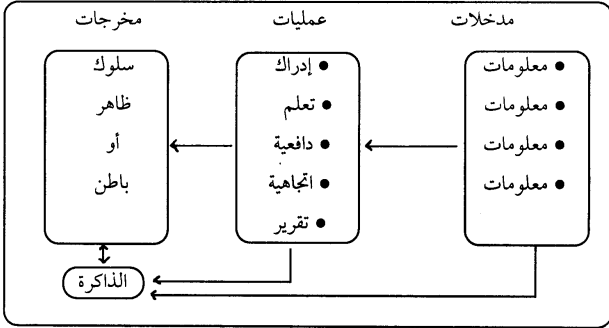 مدخلات
• معلومات
• معلومات
• معلومات
• معلومات
عمليات
• إدراك
• تعلم
• دافعية
• اتجاهية
• تقرير
مخرجات
سلوك
ظاهر
أو
باطن
الذاكرة